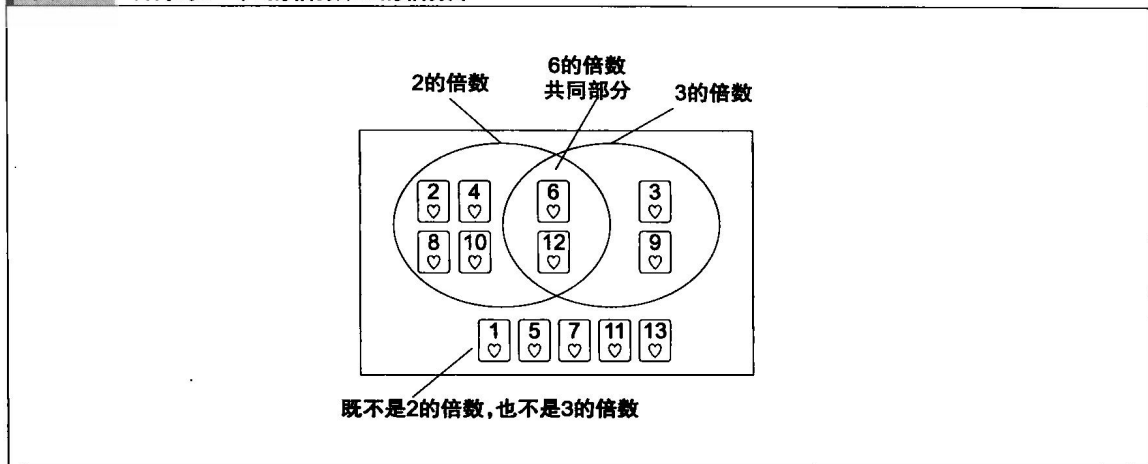 6的倍数
2的倍数 共同部分 3的倍数
2 4 6 3
8 10 12 9
1 5 7 11 13
既不是2的倍数,也不是3的倍数